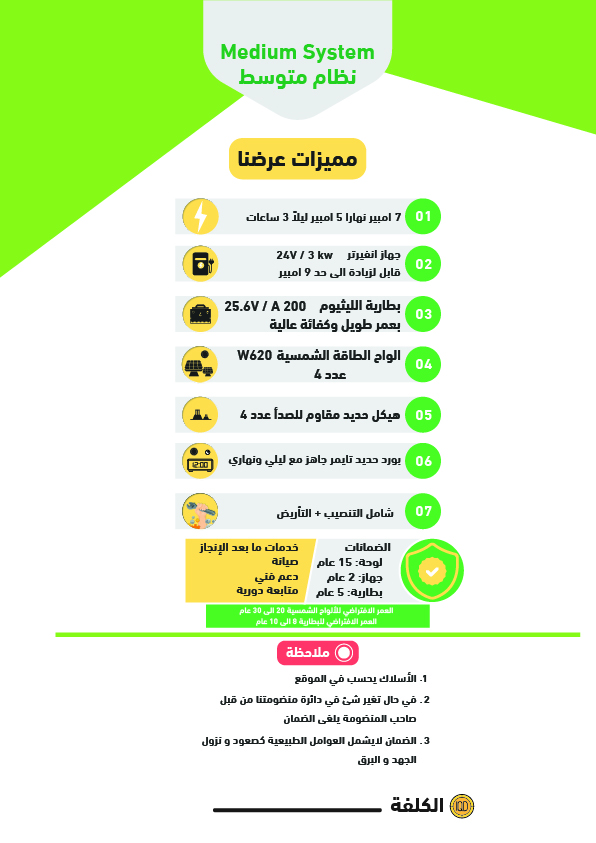 Medium System
نظام متوسط
مميزات عرضنا
01 7 امبير نهارا 5 امبير ليلاً 3 ساعات
02 جهاز انفيرتر 24V / 3 kw
قابل لزيادة الى حد 9 امبير
03 بطارية الليثيوم 25.6V / A 200
بعمر طويل وكفائة عالية
04 الواح الطاقة الشمسية W620
عدد 4
05 هيكل حديد مقاوم للصدأ عدد 4
06 بورد حديد تايمر جاهز مع ليلي ونهاري
12:00
07 شامل التنصيب + التأريض
الضمانات
لوحة: 15 عام
جهاز: 2 عام
بطارية: 5 عام
خدمات ما بعد الإنجاز
صيانة
دعم فني
متابعة دورية
العمر الافتراضي للألواح الشمسية 20 الى 30 عام
العمر الافتراضي للبطارية 9 الى 10 عام
ملاحظة
1. الأسلاك يحسب في الموقع
2. في حال تغير شئ في دائرة منضومتنا من قبل
صاحب المنضومة يلغى الضمان
3. الضمان لايشمل العوامل الطبيعية كصعود و نزول
الجهد و البرق
الكلفة IQD